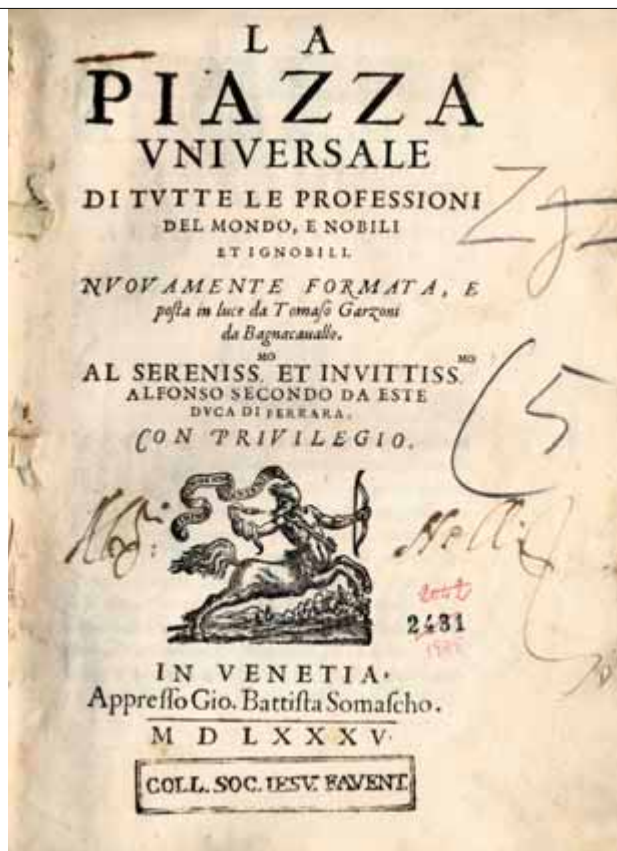 LA
PIAZZA
VNIVERSALE
DI TVTTE LE PROFESSIONI
DEL MONDO, E NOBILI
ET IGNOBILI.
NVOVAMENTE FORMATA, E
poſta in luce da Tomaſo Garzoni
da Bagnacauallo.
AL SERENISS.MO ET INVITTISS.MO
ALFONSO SECONDO DA ESTE
DVCA DI FERRARA.
CON PRIVILEGIO.
2431
IN VENETIA.
Appreſſo Gio. Battiſta Somaſcho.
MDLXXXV.
COLL. SOC. IESV. FAVENT.